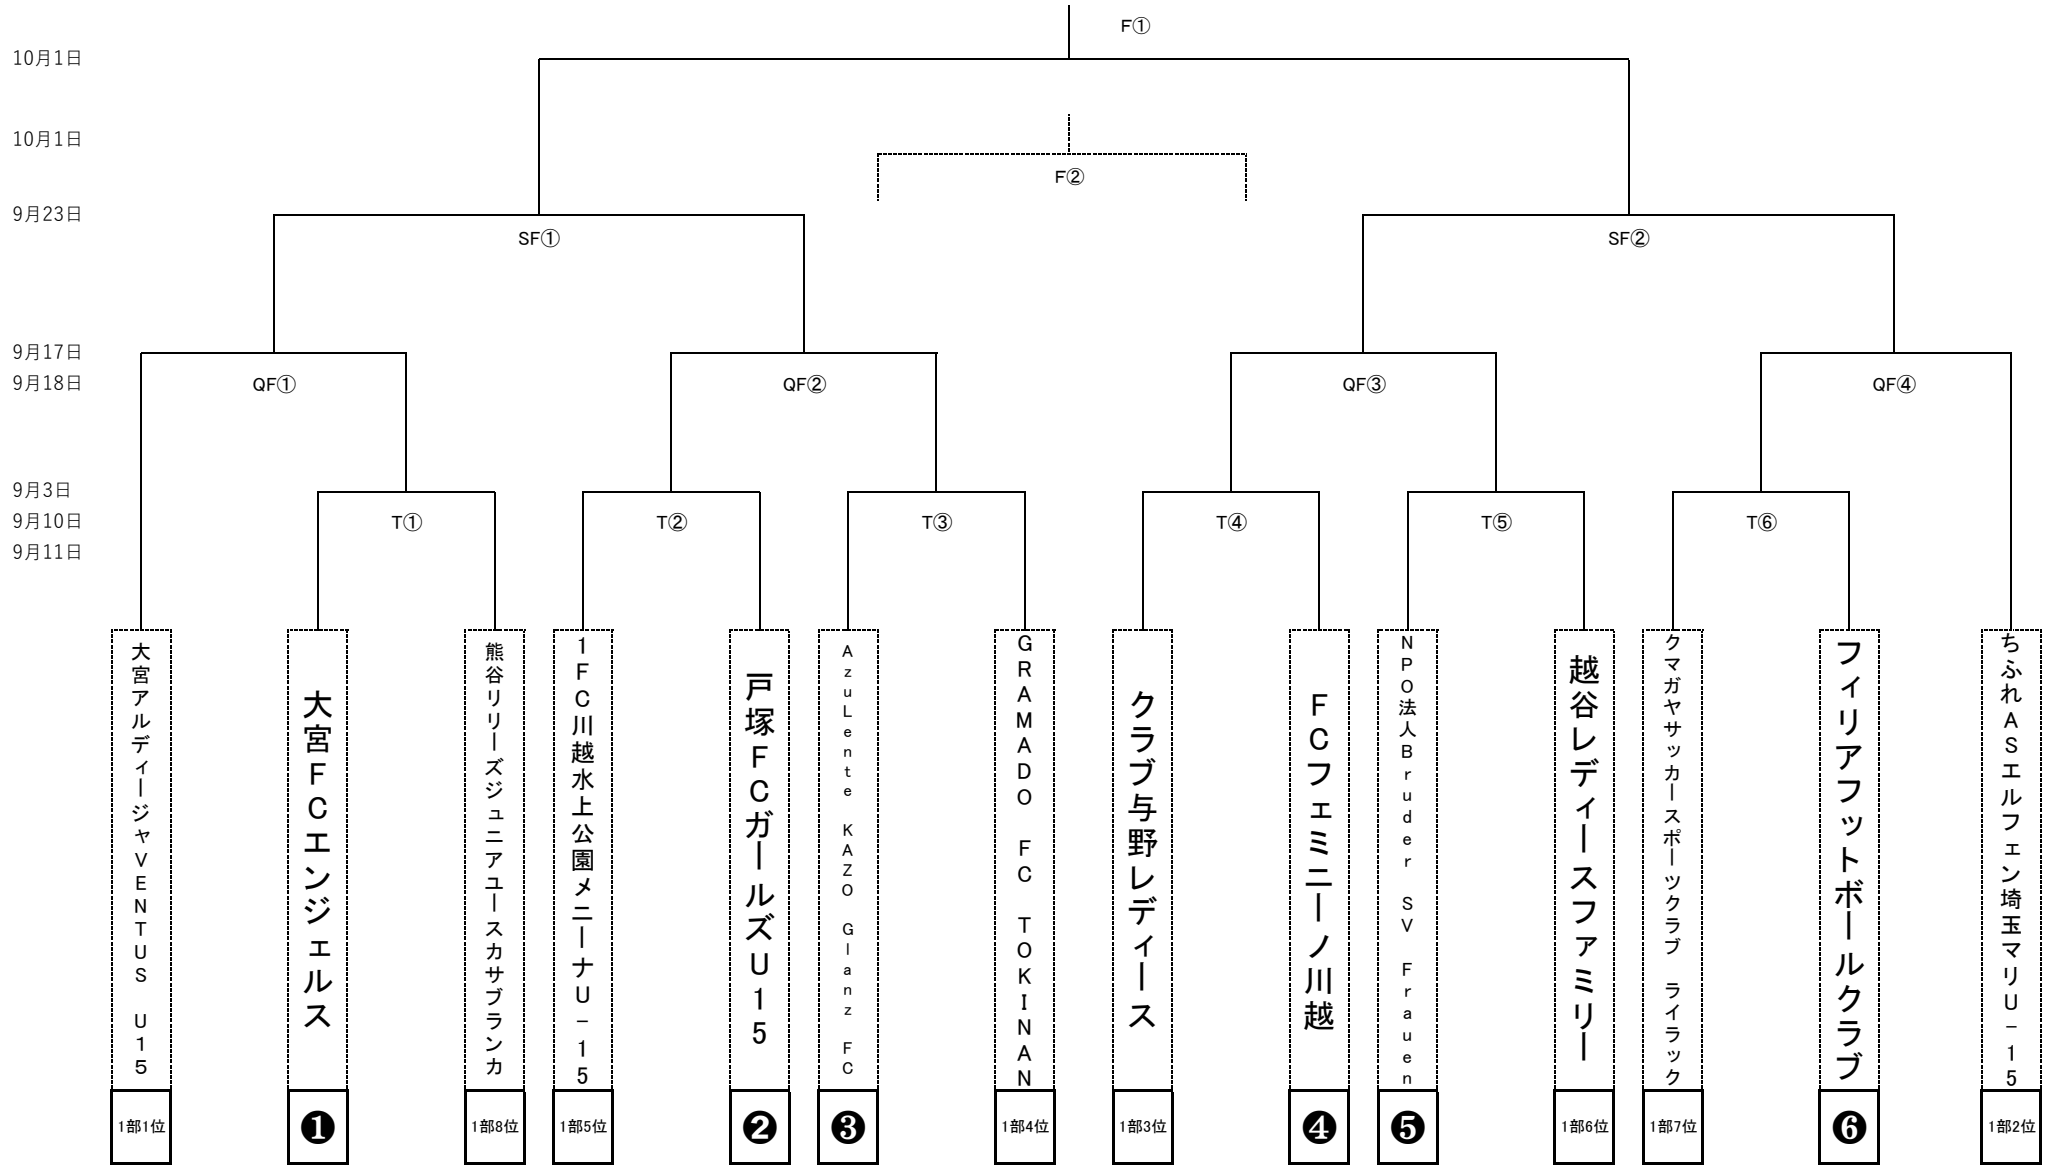 F①
10月1日
10月1日
F②
9月23日
SF①
SF②
9月17日
9月18日
QF①
QF②
QF③
QF④
9月3日
9月10日
9月11日
T①
T②
T③
T④
T⑤
T⑥
大宮アルディージャVENTUS U15
大宮FCエンジェルス
熊谷リリーズジュニアユースカサブランカ
1FC川越水上公園メニーナU-15
戸塚FCガールズU15
AzuLente KAZO Glanz FC
GRAMADO FC TOKINAN
クラブ与野レディース
FCフェミニーノ川越
NPO法人Bruder SV Frauen
越谷レディースファミリー
クマガヤサッカースポーツクラブ ライラック
フィリアフットボールクラブ
ちふれASエルフェン埼玉マリU-15
1部1位
❶
1部8位
1部5位
❷
❸
1部4位
1部3位
❹
❺
1部6位
1部7位
❻
1部2位